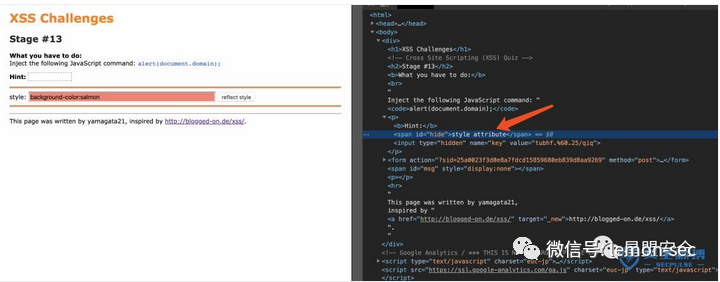 XSS Challenges
Stage #13
What you have to do:
Inject the following JavaScript command: alert(document.domain);
Hint:
style: background-color:salmon reflect style
This page was written by yamagata21, inspired by http://blogged-on.de/xss/.
<html>
<head>…</head>
<body>
<div>
<h1>XSS Challenges</h1>
<!-- Cross Site Scripting (XSS) Quiz -->
<h2>Stage #13</h2>
<b>What you have to do:</b>
<br>
"
Inject the following JavaScript command: "
<code>alert(document.domain);</code>
<p>
<b>Hint:</b>
<span id="hide">style attribute</span> == $0
<input type="hidden" name="key" value="tubhf.%60.25/qiq">
</p>
<form action="?sid=25a0023f3d0e8a7fdcd15859680eb839d8aa9269" method="post">…</form>
<span id="msg" style="display:none"></span>
<p></p>
<hr>
"
This page was written by yamagata21,
inspired by "
<a href="http://blogged-on.de/xss/" target="_new">http://blogged-on.de/xss/</a>
".
"
</div>
<!-- Google Analytics / *** THIS IS
<script type="text/javascript" charset="euc-jp">…</script>
<script src="https://ssl.google-analytics.com/ga.js" charset="euc-jp" type="text/javascript">
</script>
SECPULSE